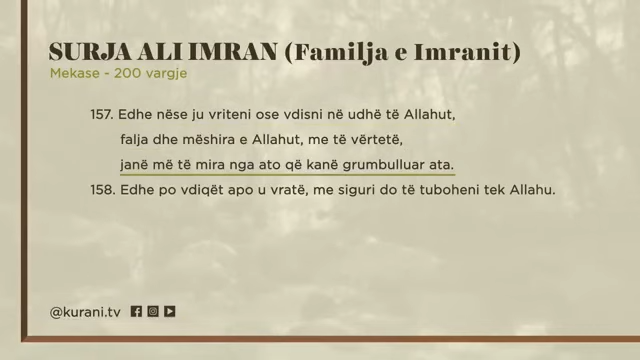 SURJA ALI IMRAN (Familja e Imranit)
Mekase - 200 vargje
157. Edhe nëse ju vriteni ose vdisni në udhë të Allahut,
falja dhe mëshira e Allahut, me të vërtetë,
janë më të mira nga ato që kanë grumbulluar ata.
158. Edhe po vdiqët apo u vratë, me siguri do të tuboheni tek Allahu.
@kurani.tv